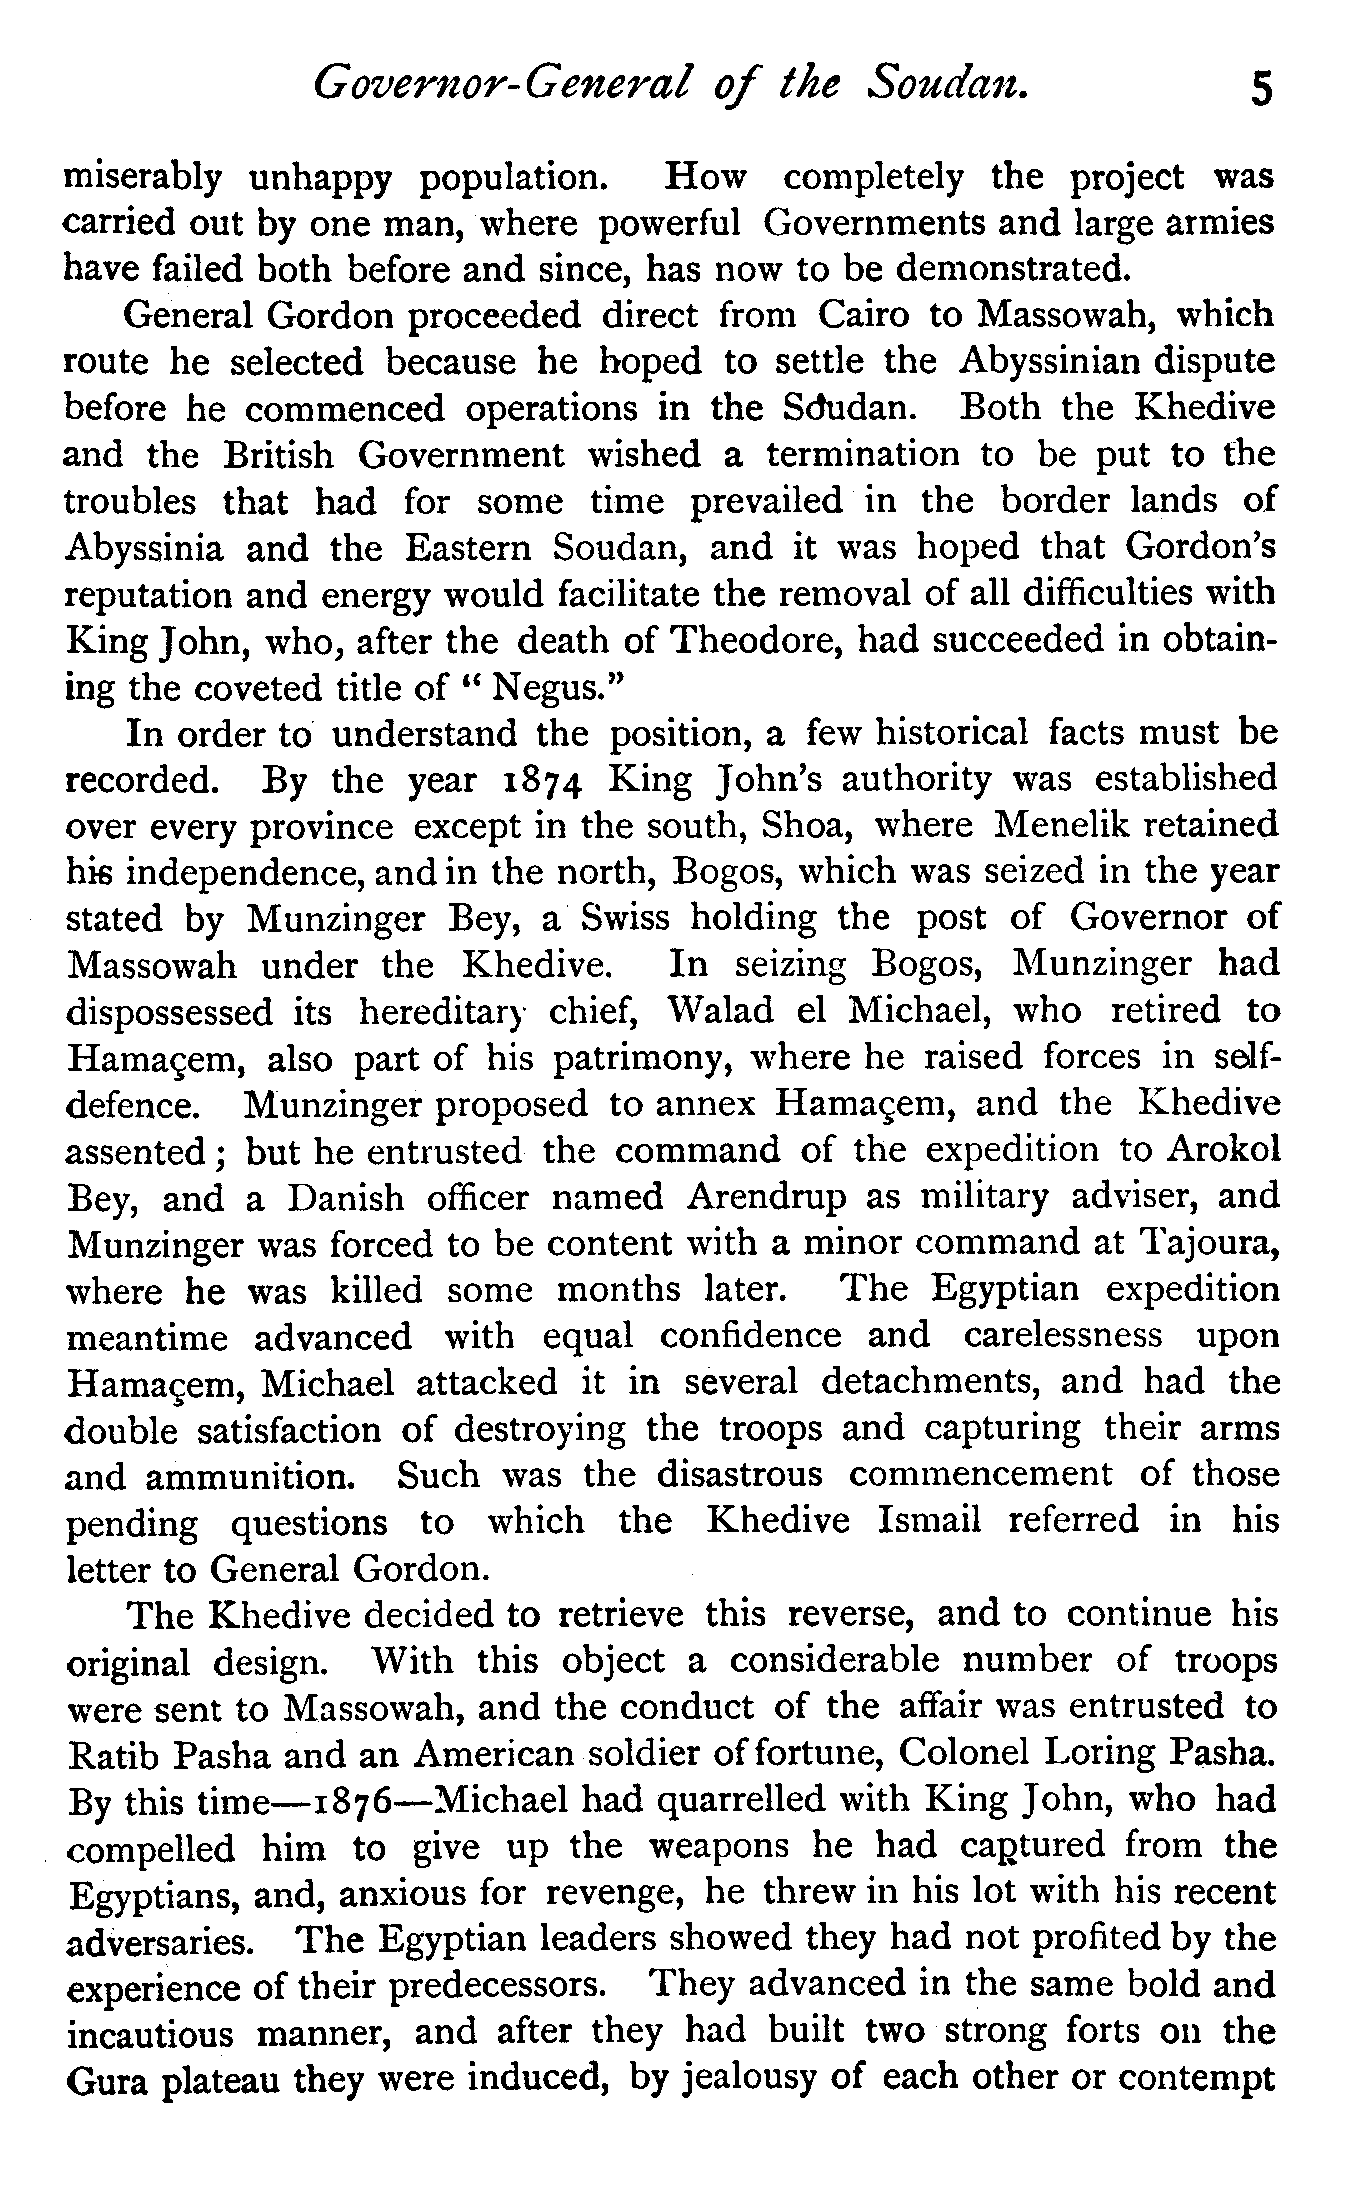 Governor-General of the Soudan. 5
miserably unhappy population. How completely the project was
carried out by one man, where powerful Governments and large armies
have failed both before and since, has now to be demonstrated.
General Gordon proceeded direct from Cairo to Massowah, which
route he selected because he hoped to settle the Abyssinian dispute
before he commenced operations in the Soudan. Both the Khedive
and the British Government wished a termination to be put to the
troubles that had for some time prevailed in the border lands of
Abyssinia and the Eastern Soudan, and it was hoped that Gordon's
reputation and energy would facilitate the removal of all difficulties with
King John, who, after the death of Theodore, had succeeded in obtain-
ing the coveted title of " Negus."
In order to understand the position, a few historical facts must be
recorded. By the year 1874 King John's authority was established
over every province except in the south, Shoa, where Menelik retained
his independence, and in the north, Bogos, which was seized in the year
stated by Munzinger Bey, a Swiss holding the post of Governor of
Massowah under the Khedive. In seizing Bogos, Munzinger had
dispossessed its hereditary chief, Walad el Michael, who retired to
Hamaçem, also part of his patrimony, where he raised forces in self-
defence. Munzinger proposed to annex Hamaçem, and the Khedive
assented ; but he entrusted the command of the expedition to Arokol
Bey, and a Danish officer named Arendrup as military adviser, and
Munzinger was forced to be content with a minor command at Tajoura,
where he was killed some months later. The Egyptian expedition
meantime advanced with equal confidence and carelessness upon
Hamaçem, Michael attacked it in several detachments, and had the
double satisfaction of destroying the troops and capturing their arms
and ammunition. Such was the disastrous commencement of those
pending questions to which the Khedive Ismail referred in his
letter to General Gordon.
The Khedive decided to retrieve this reverse, and to continue his
original design. With this object a considerable number of troops
were sent to Massowah, and the conduct of the affair was entrusted to
Ratib Pasha and an American soldier of fortune, Colonel Loring Pasha.
By this time—1876—Michael had quarrelled with King John, who had
compelled him to give up the weapons he had captured from the
Egyptians, and, anxious for revenge, he threw in his lot with his recent
adversaries. The Egyptian leaders showed they had not profited by the
experience of their predecessors. They advanced in the same bold and
incautious manner, and after they had built two strong forts on the
Gura plateau they were induced, by jealousy of each other or contempt